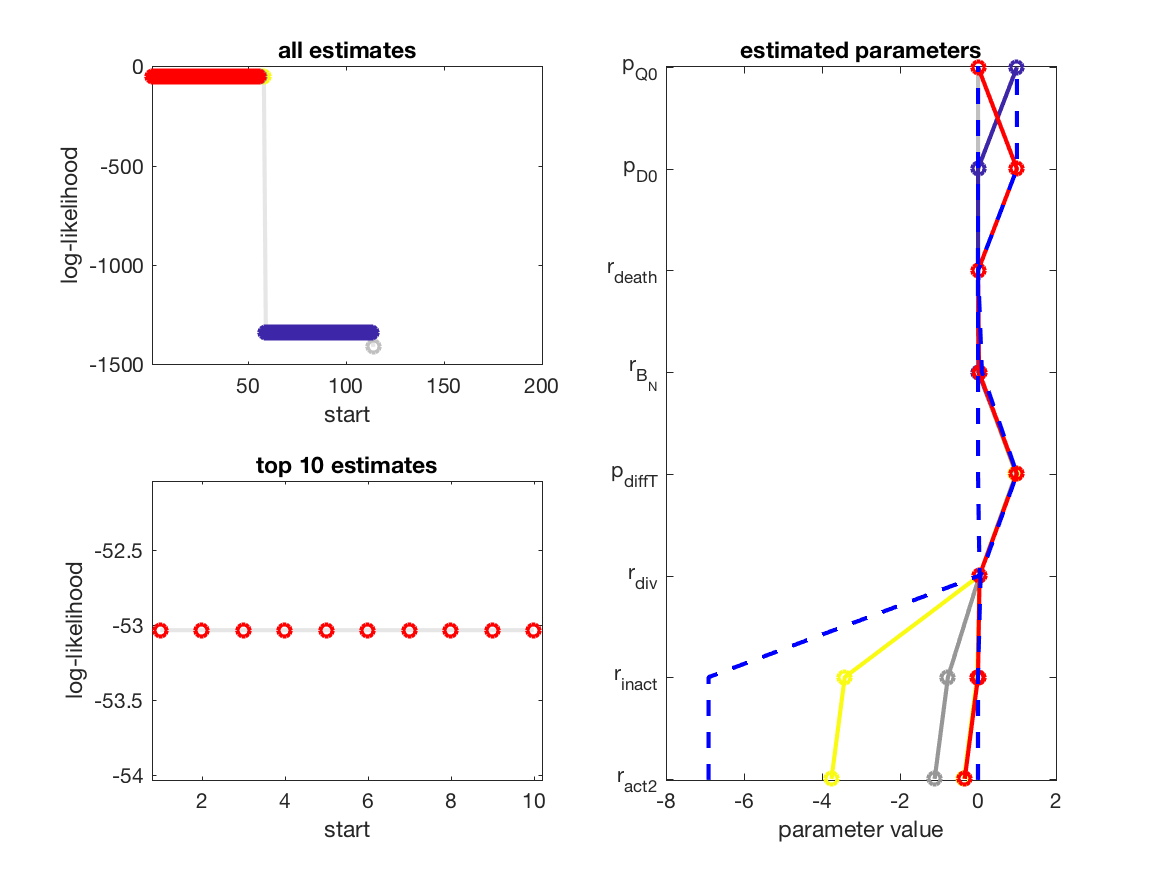 all estimates
log-likelihood
0
-500
-1000
-1500
50
100
150
200
start
top 10 estimates
log-likelihood
-52.5
-53
-53.5
-54
2
4
6
8
10
start
estimated parameters
pQ0
pD0
rdeath
rBN
pdiffT
rdiv
rinact
ract2
-8
-6
-4
-2
0
2
parameter value